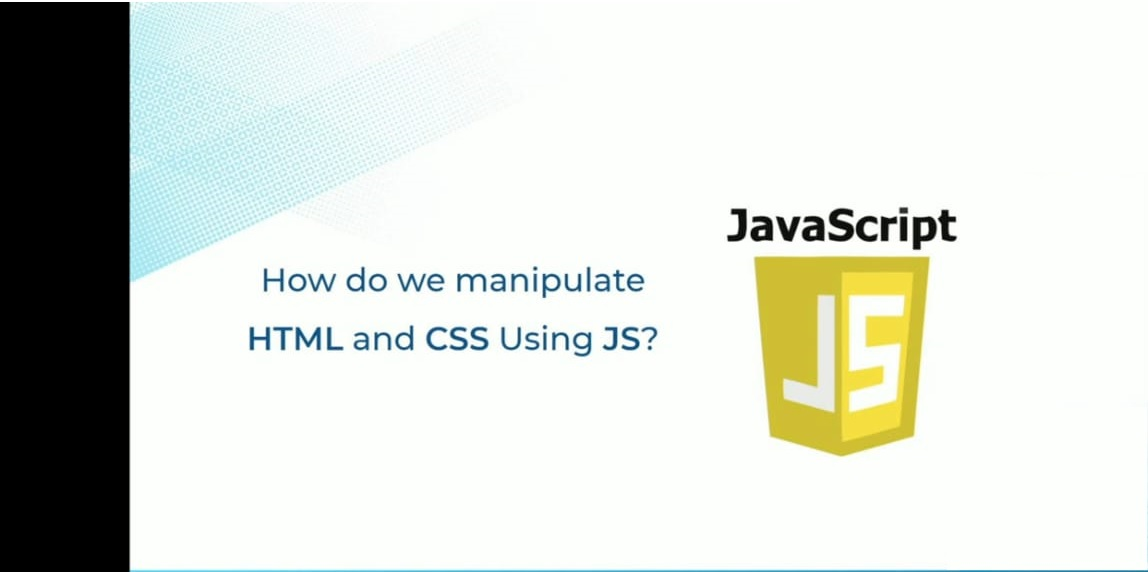 How do we manipulate
HTML and CSS Using JS?
JavaScript
JS